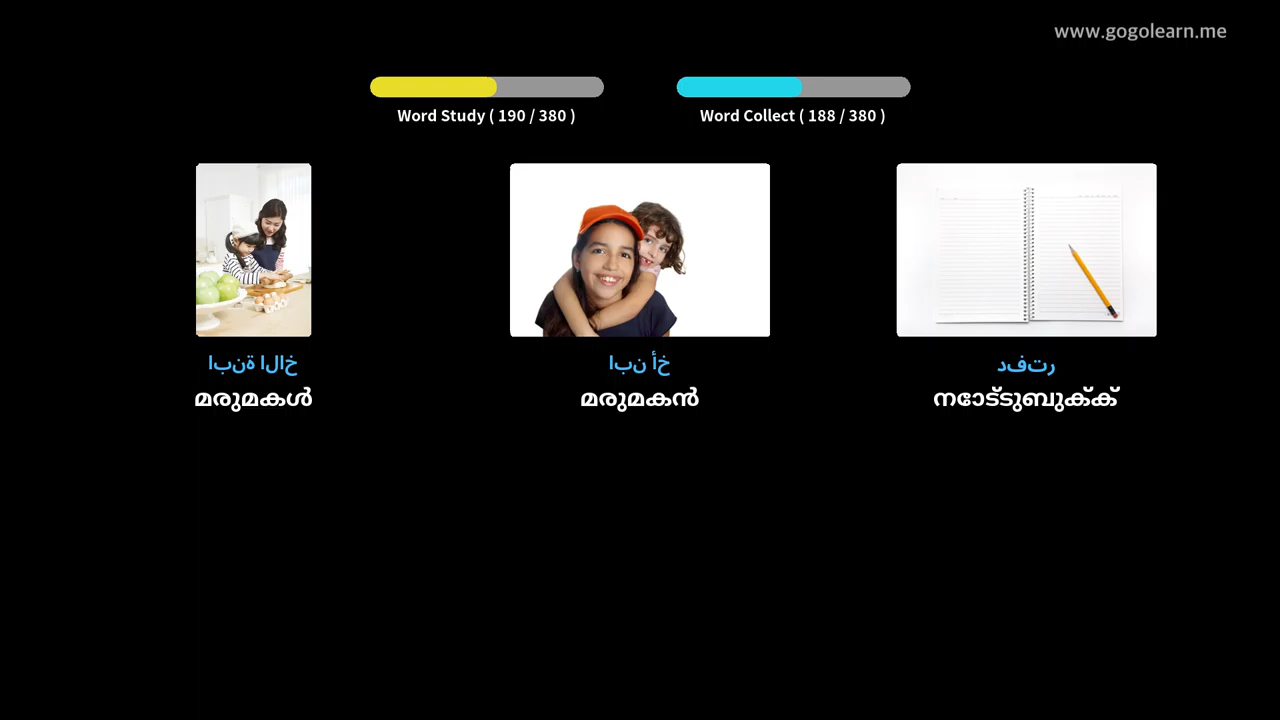 www.gogolearn.me
Word Study ( 190 / 380 )
Word Collect ( 188 / 380 )
ابنة الاخ
മരുമകൾ
ابن أخ
മരുമകൻ
دفتر
നോട്ടുബുക്ക്